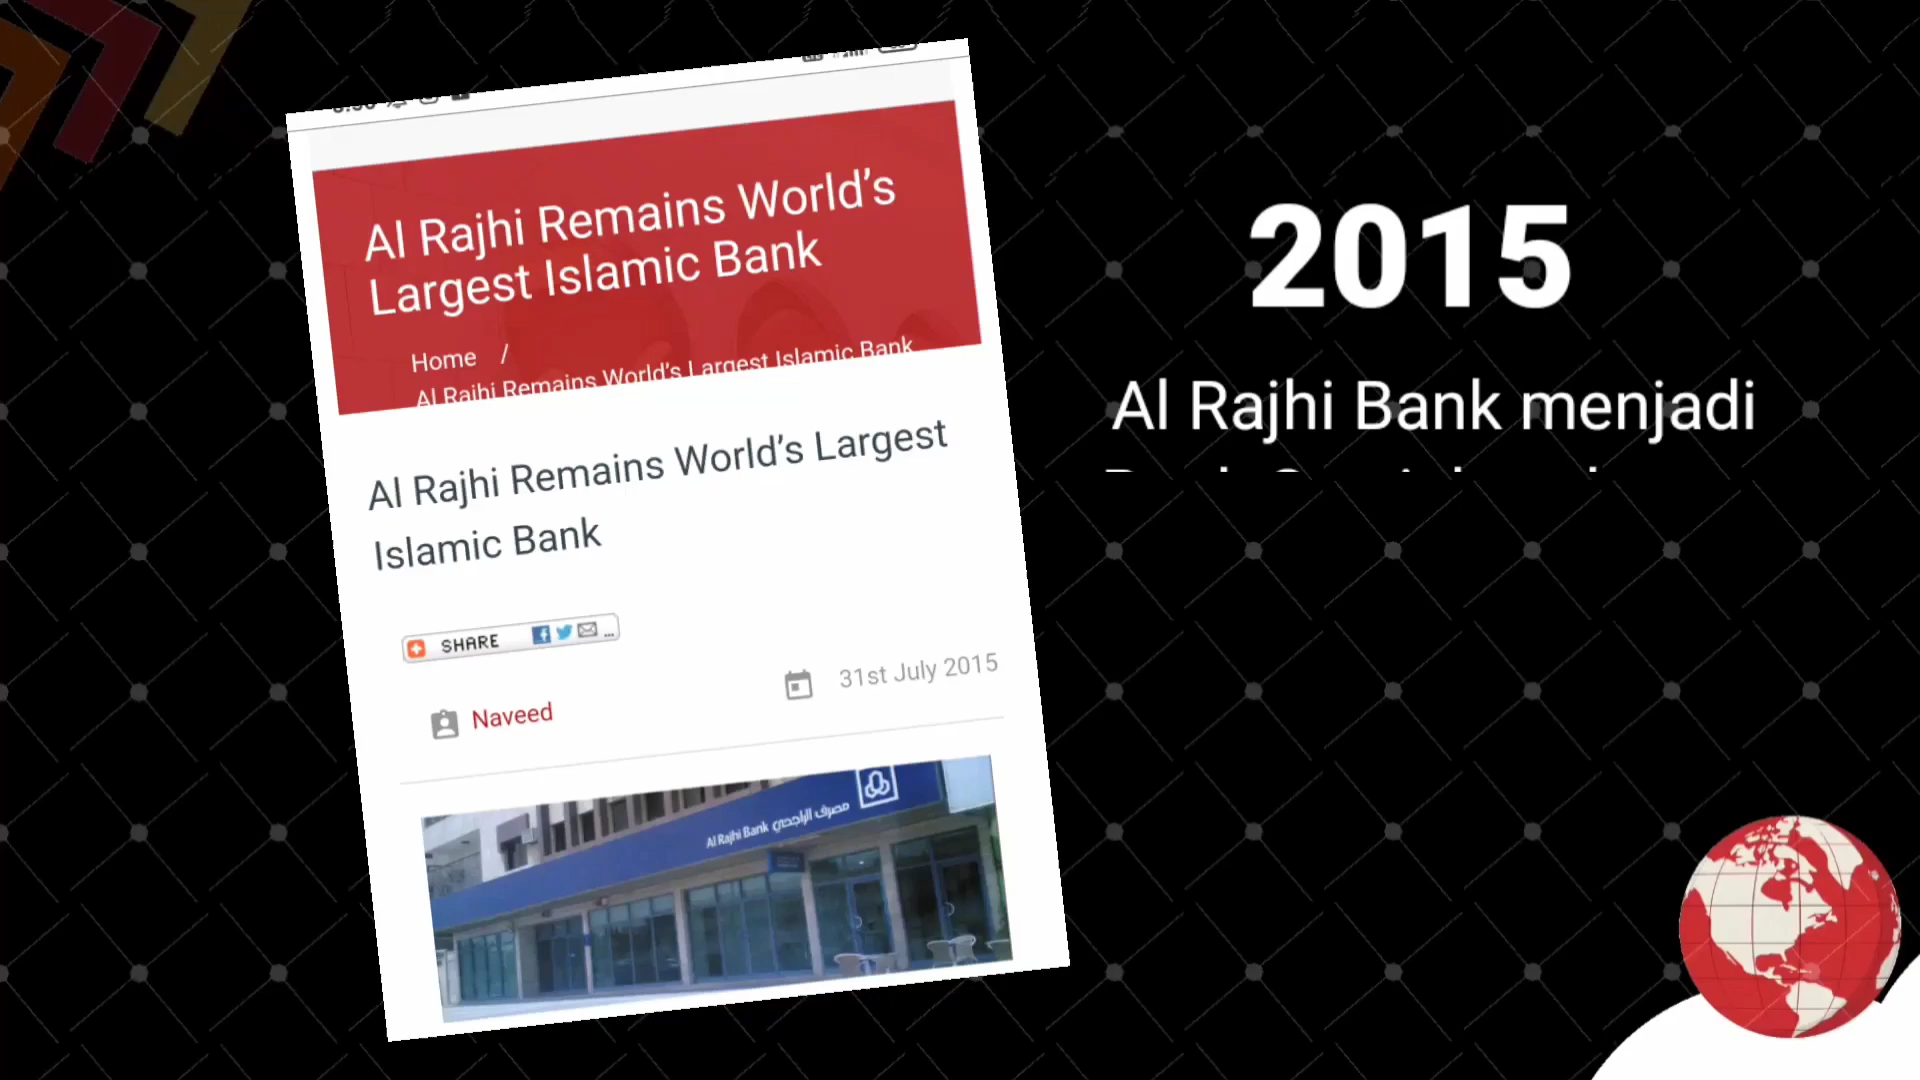 Al Rajhi Remains World's
Largest Islamic Bank
Home /
Al Rajhi Remains World's Largest Islamic Bank
Al Rajhi Remains World's Largest
Islamic Bank
SHARE
...
Naveed
31st July 2015
Al Rajhi Bank مصرف الراجحي
2015
Al Rajhi Bank menjadi